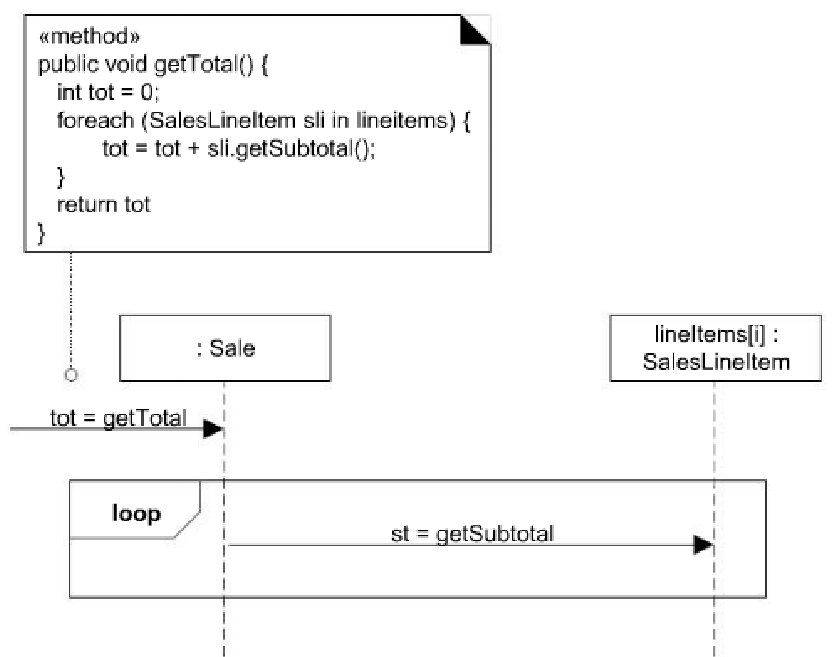 «method»
public void getTotal() {
int tot = 0;
foreach (SalesLineItem sli in lineitems) {
tot = tot + sli.getSubtotal();
}
return tot
}
: Sale
lineItems[i] :
SalesLineItem
tot = getTotal
loop
st = getSubtotal